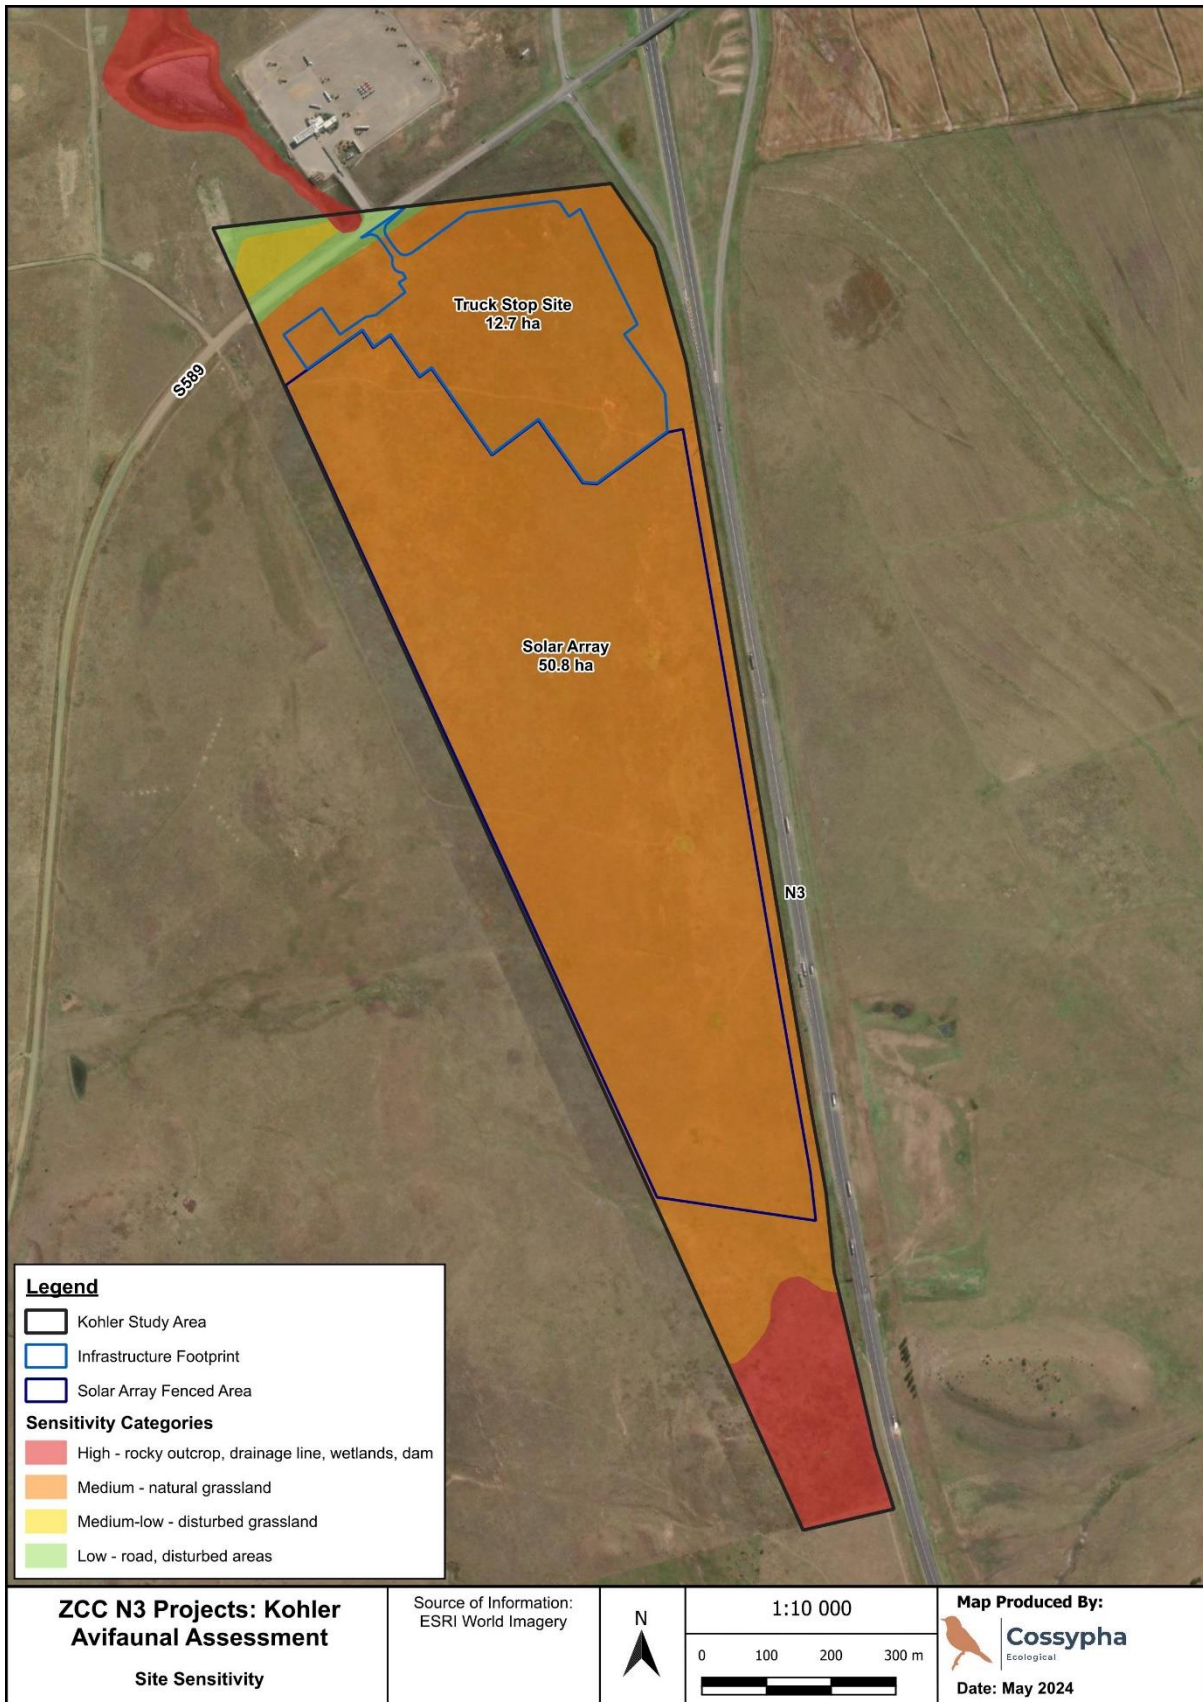 Truck Stop Site
12.7 ha
S589
Solar Array
50.8 ha
N3
Legend
Kohler Study Area
Infrastructure Footprint
Solar Array Fenced Area
Sensitivity Categories
High - rocky outcrop, drainage line, wetlands, dam
Medium - natural grassland
Medium-low - disturbed grassland
Low - road, disturbed areas
ZCC N3 Projects: Kohler
Avifaunal Assessment
Site Sensitivity
Source of Information:
ESRI World Imagery
N
1:10 000
0 100 200 300 m
Map Produced By:
Cossypha
Ecological
Date: May 2024